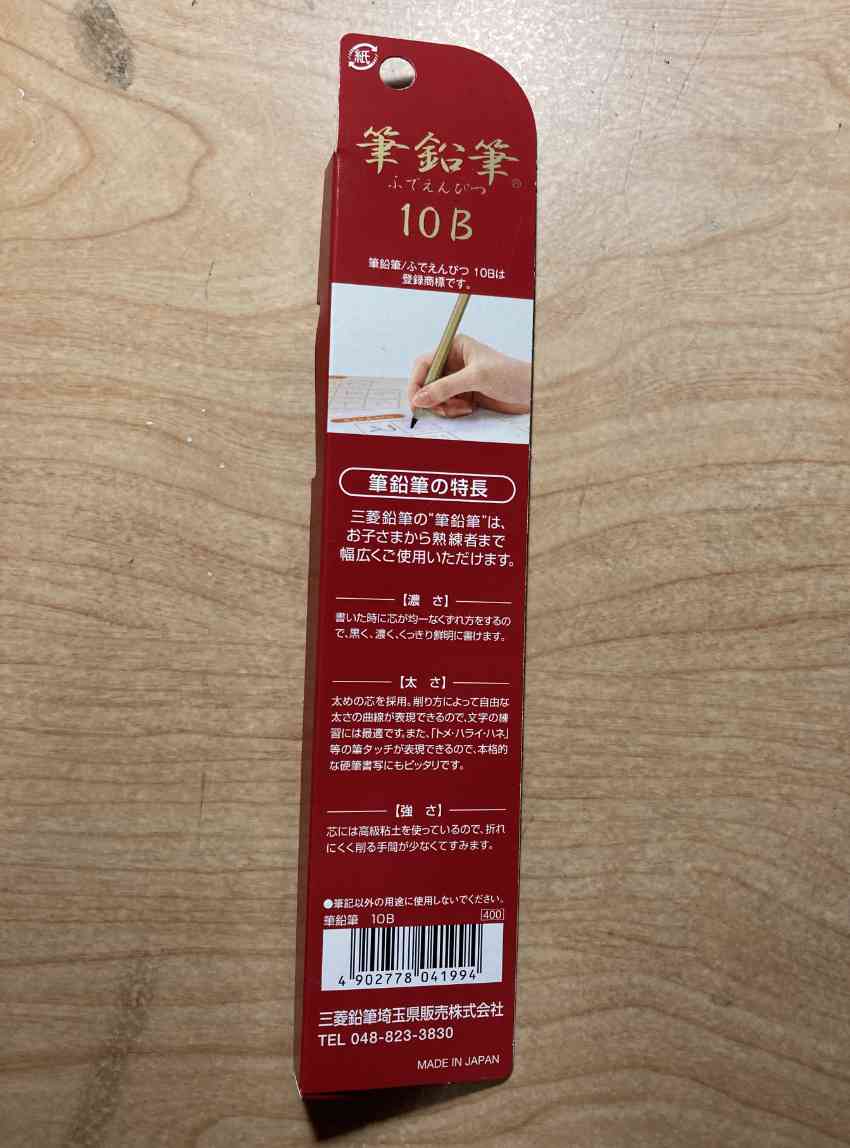 紙
筆鉛筆®
ふでえんぴつ
10B
筆鉛筆/ふでえんぴつ 10Bは
登録商標です。
筆鉛筆の特長
三菱鉛筆の"筆鉛筆"は、
お子さまから熟練者まで
幅広くご使用いただけます。
【濃 さ】
書いた時に芯が均一なくずれ方をするの
で、黒く、濃く、くっきり鮮明に書けます。
【太 さ】
太めの芯を採用。削り方によって自由な
太さの曲線が表現できるので、文字の練
習には最適です。また、「トメ・ハライ・ハネ」
等の筆タッチが表現できるので、本格的
な硬筆書写にもピッタリです。
【強 さ】
芯には高級粘土を使っているので、折れ
にくく削る手間が少なくてすみます。
●筆記以外の用途に使用しないでください。
筆鉛筆 10B 400
4 902778 041994
三菱鉛筆埼玉県販売株式会社
TEL 048-823-3830
MADE IN JAPAN